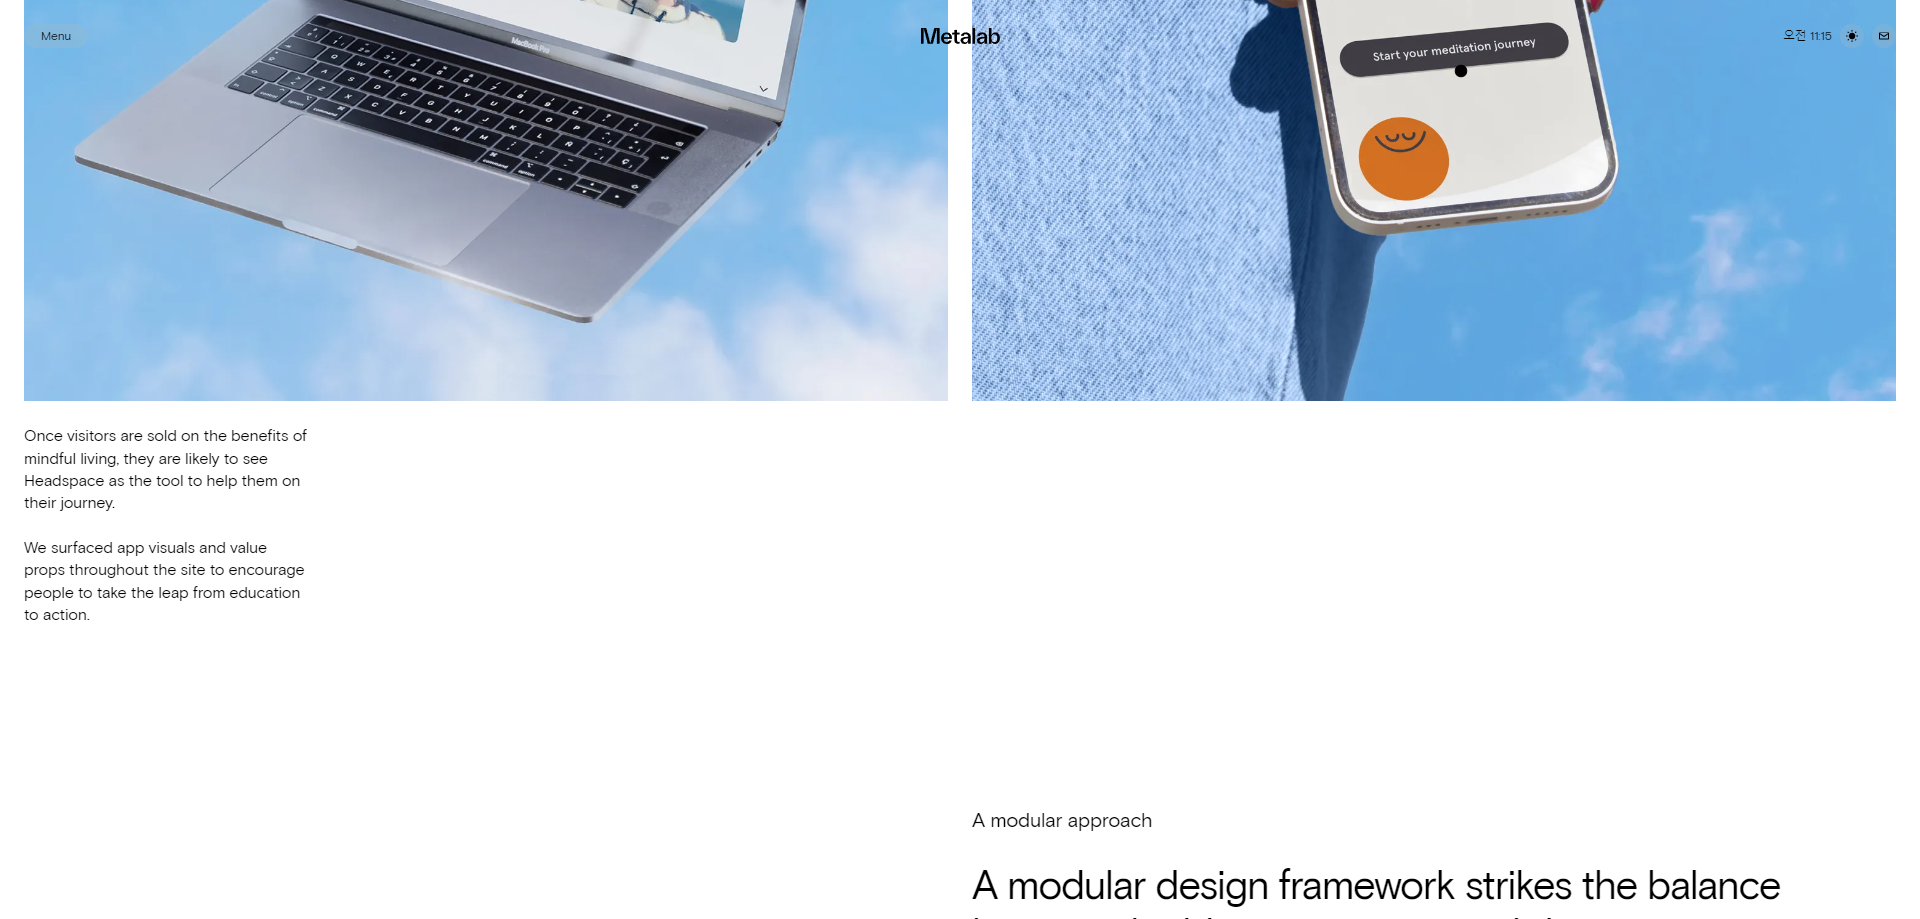 Menu
Metalab
오전 11:15
MacBook Pro
Start your meditation journey
Once visitors are sold on the benefits of
mindful living, they are likely to see
Headspace as the tool to help them on
their journey.
We surfaced app visuals and value
props throughout the site to encourage
people to take the leap from education
to action.
A modular approach
A modular design framework strikes the balance